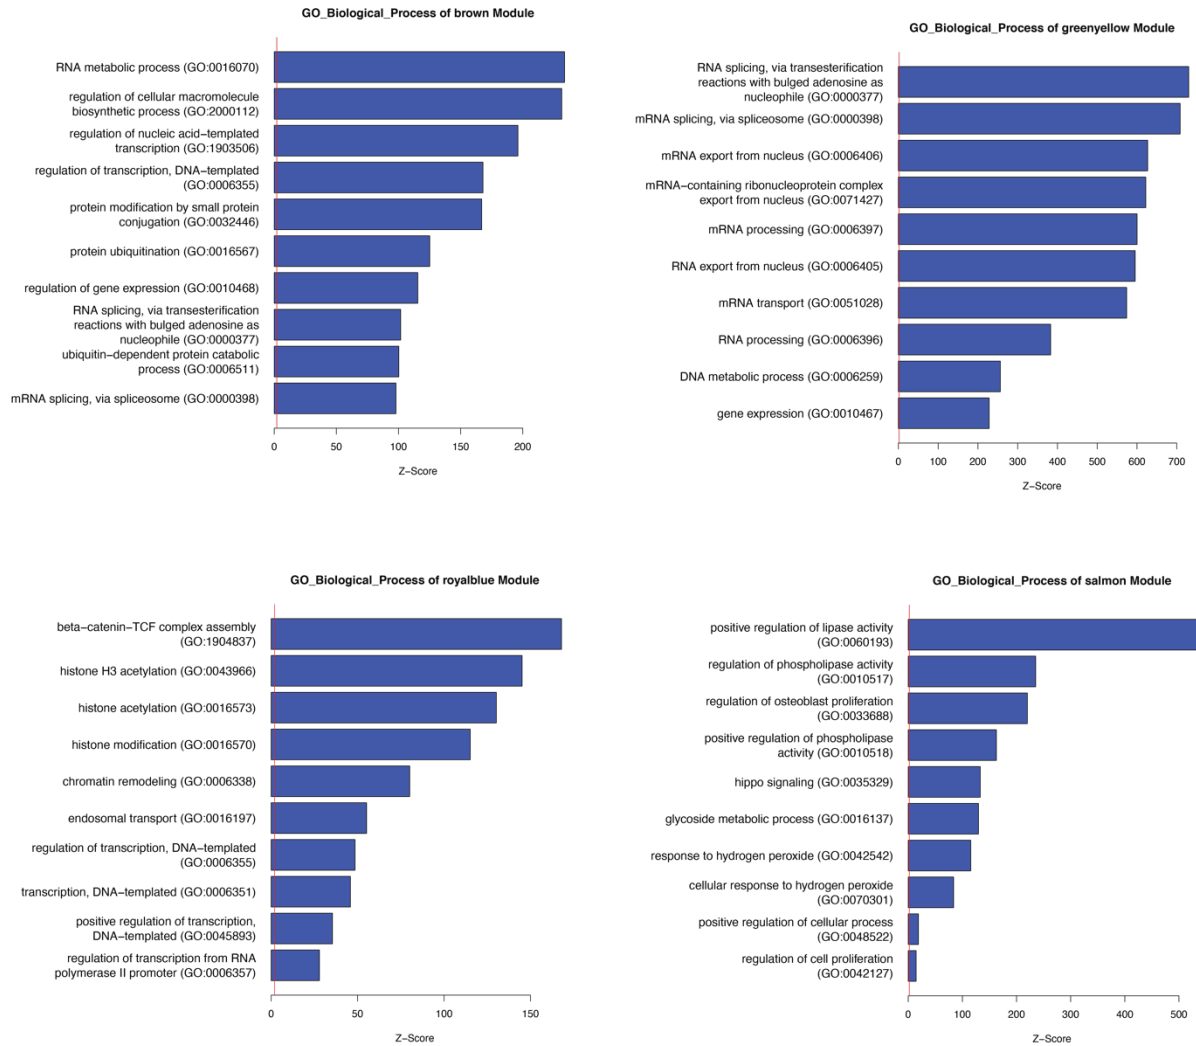 GO_Biological_Process of brown Module
RNA metabolic process (GO:0016070)
regulation of cellular macromolecule
biosynthetic process (GO:2000112)
regulation of nucleic acid−templated
transcription (GO:1903506)
regulation of transcription, DNA−templated
(GO:0006355)
protein modification by small protein
conjugation (GO:0032446)
protein ubiquitination (GO:0016567)
regulation of gene expression (GO:0010468)
RNA splicing, via transesterification
reactions with bulged adenosine as
nucleophile (GO:0000377)
ubiquitin−dependent protein catabolic
process (GO:0006511)
mRNA splicing, via spliceosome (GO:0000398)
0 50 100 150 200
Z−Score
GO_Biological_Process of greenyellow Module
RNA splicing, via transesterification
reactions with bulged adenosine as
nucleophile (GO:0000377)
mRNA splicing, via spliceosome (GO:0000398)
mRNA export from nucleus (GO:0006406)
mRNA−containing ribonucleoprotein complex
export from nucleus (GO:0071427)
mRNA processing (GO:0006397)
RNA export from nucleus (GO:0006405)
mRNA transport (GO:0051028)
RNA processing (GO:0006396)
DNA metabolic process (GO:0006259)
gene expression (GO:0010467)
0 100 200 300 400 500 600 700
Z−Score
GO_Biological_Process of royalblue Module
beta−catenin−TCF complex assembly
(GO:1904837)
histone H3 acetylation (GO:0043966)
histone acetylation (GO:0016573)
histone modification (GO:0016570)
chromatin remodeling (GO:0006338)
endosomal transport (GO:0016197)
regulation of transcription, DNA−templated
(GO:0006355)
transcription, DNA−templated (GO:0006351)
positive regulation of transcription,
DNA−templated (GO:0045893)
regulation of transcription from RNA
polymerase II promoter (GO:0006357)
0 50 100 150
Z−Score
GO_Biological_Process of salmon Module
positive regulation of lipase activity
(GO:0060193)
regulation of phospholipase activity
(GO:0010517)
regulation of osteoblast proliferation
(GO:0033688)
positive regulation of phospholipase
activity (GO:0010518)
hippo signaling (GO:0035329)
glycoside metabolic process (GO:0016137)
response to hydrogen peroxide (GO:0042542)
cellular response to hydrogen peroxide
(GO:0070301)
positive regulation of cellular process
(GO:0048522)
regulation of cell proliferation
(GO:0042127)
0 100 200 300 400 500
Z−Score